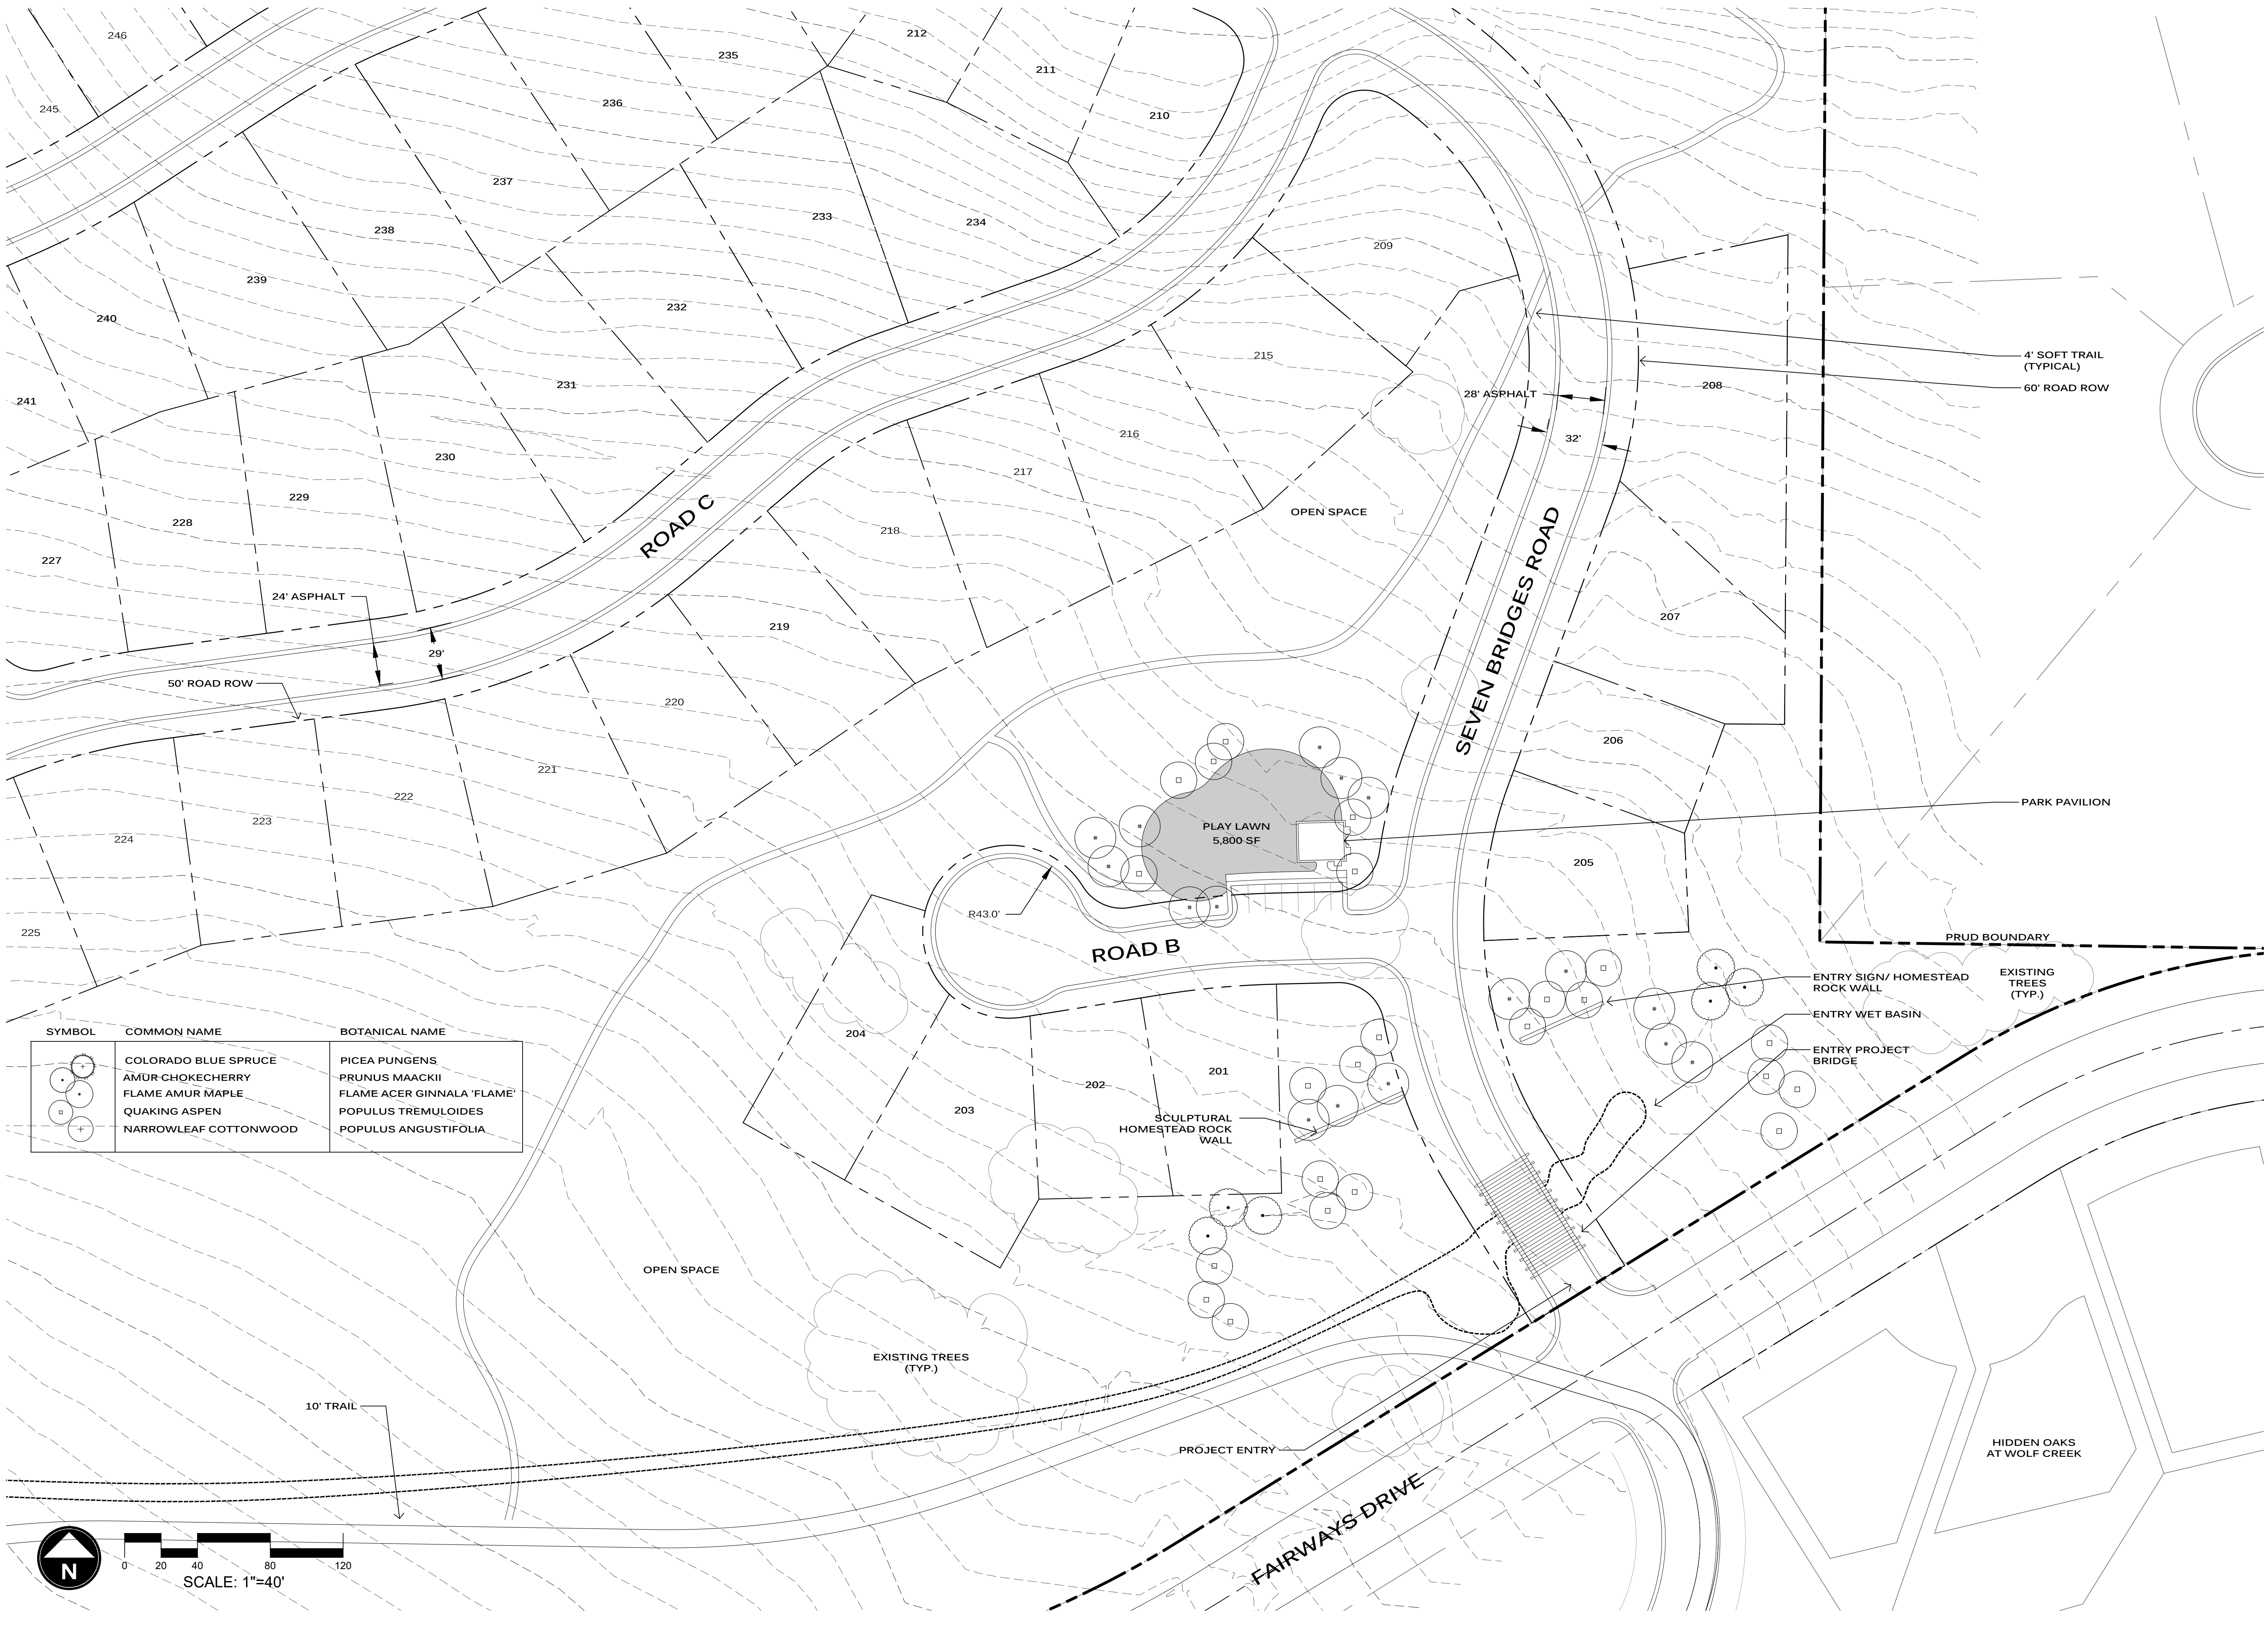 246
235
212
211
245
236
210
237
233
234
238
209
239
232
240
215
4' SOFT TRAIL
(TYPICAL)
60' ROAD ROW
208
241
231
28' ASPHALT
32'
216
230
217
229
228
218
OPEN SPACE
ROAD C
227
24' ASPHALT
219
207
29'
50' ROAD ROW
220
SEVEN BRIDGES ROAD
206
221
222
223
224
PARK PAVILION
PLAY LAWN
5,800 SF
205
R43.0'
225
ROAD B
PRUD BOUNDARY
ENTRY SIGN/ HOMESTEAD
ROCK WALL
EXISTING
TREES
(TYP.)
ENTRY WET BASIN
ENTRY PROJECT
BRIDGE
204
203
202
201
SCULPTURAL
HOMESTEAD ROCK
WALL
SYMBOL COMMON NAME BOTANICAL NAME
COLORADO BLUE SPRUCE PICEA PUNGENS
AMUR CHOKECHERRY PRUNUS MAACKII
FLAME AMUR MAPLE FLAME ACER GINNALA 'FLAME'
QUAKING ASPEN POPULUS TREMULOIDES
NARROWLEAF COTTONWOOD POPULUS ANGUSTIFOLIA
OPEN SPACE
EXISTING TREES
(TYP.)
10' TRAIL
PROJECT ENTRY
FAIRWAYS DRIVE
HIDDEN OAKS
AT WOLF CREEK
N
0 20 40 80 120
SCALE: 1"=40'